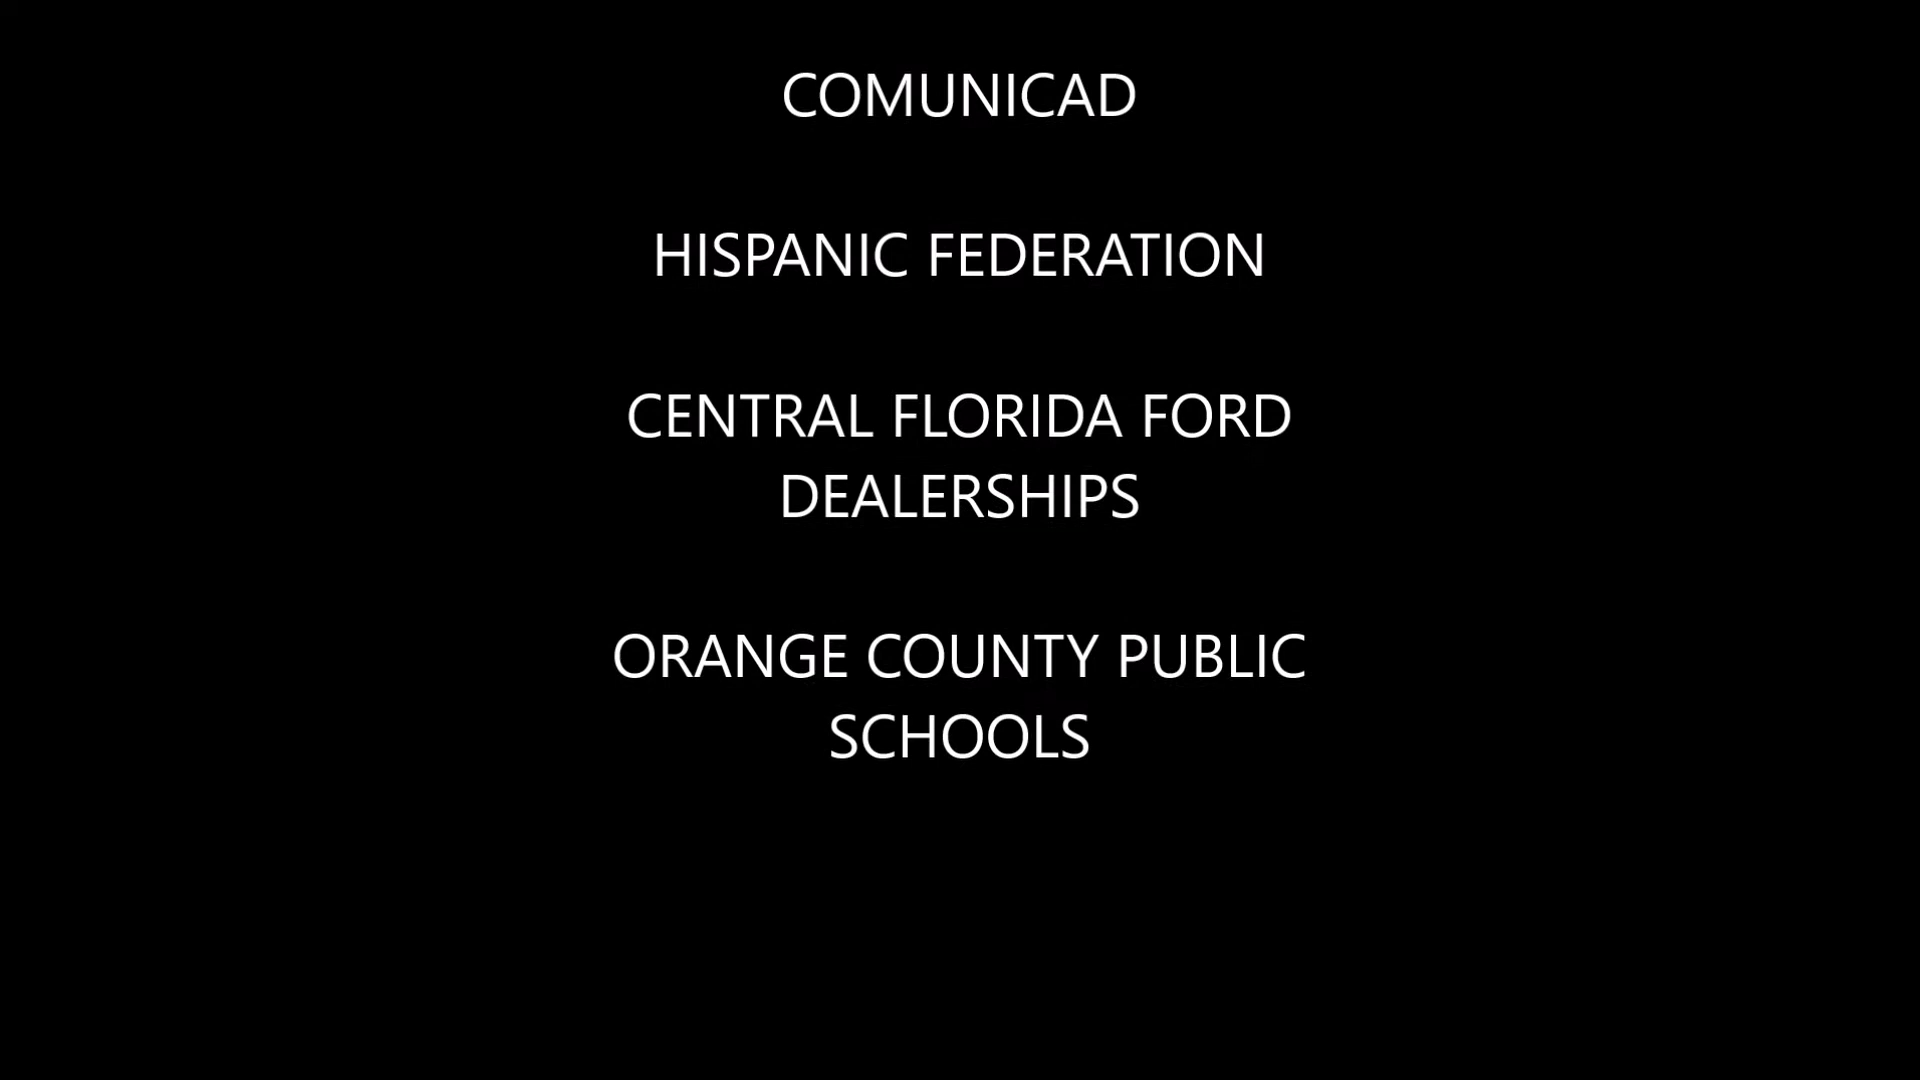 COMUNICAD
HISPANIC FEDERATION
CENTRAL FLORIDA FORD
DEALERSHIPS
ORANGE COUNTY PUBLIC
SCHOOLS